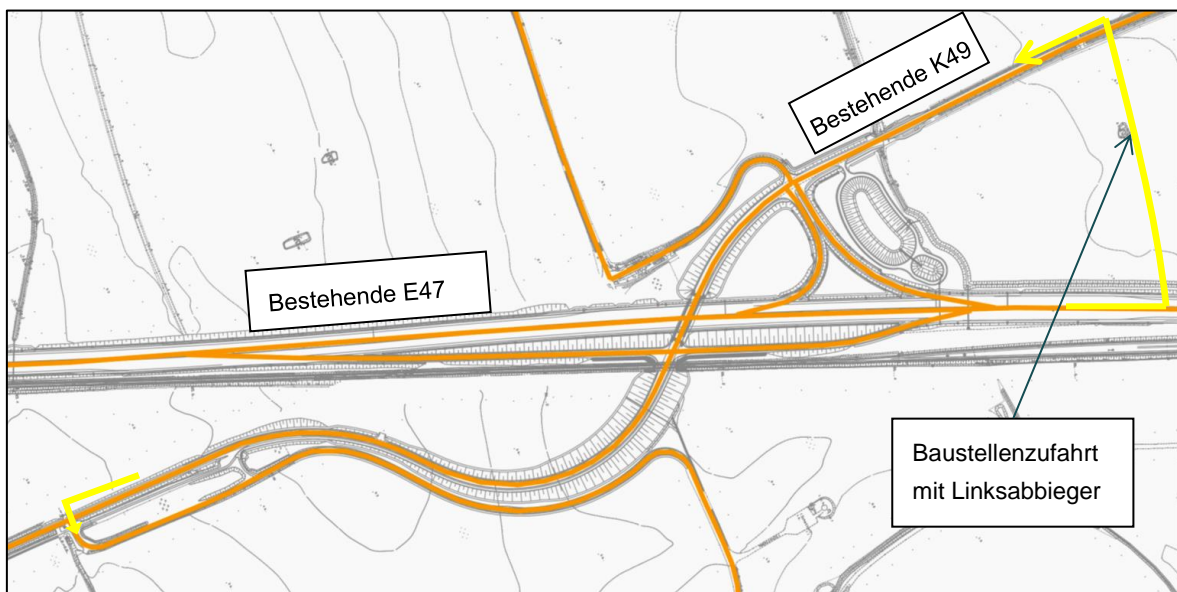 Bestehende K49
Bestehende E47
Baustellenzufahrt
mit Linksabbieger